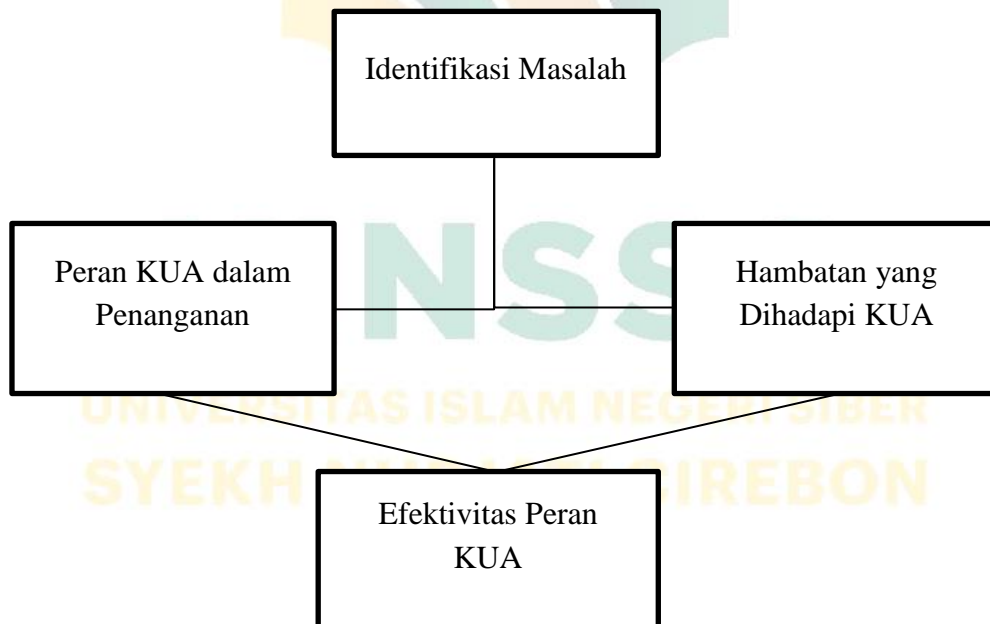 Identifikasi Masalah
Peran KUA dalam
Penanganan
Hambatan yang
Dihadapi KUA
NSS
UNIVERSITAS ISLAM NEGERI SIBER
SYEKH
CIREBON
Efektivitas Peran
KUA